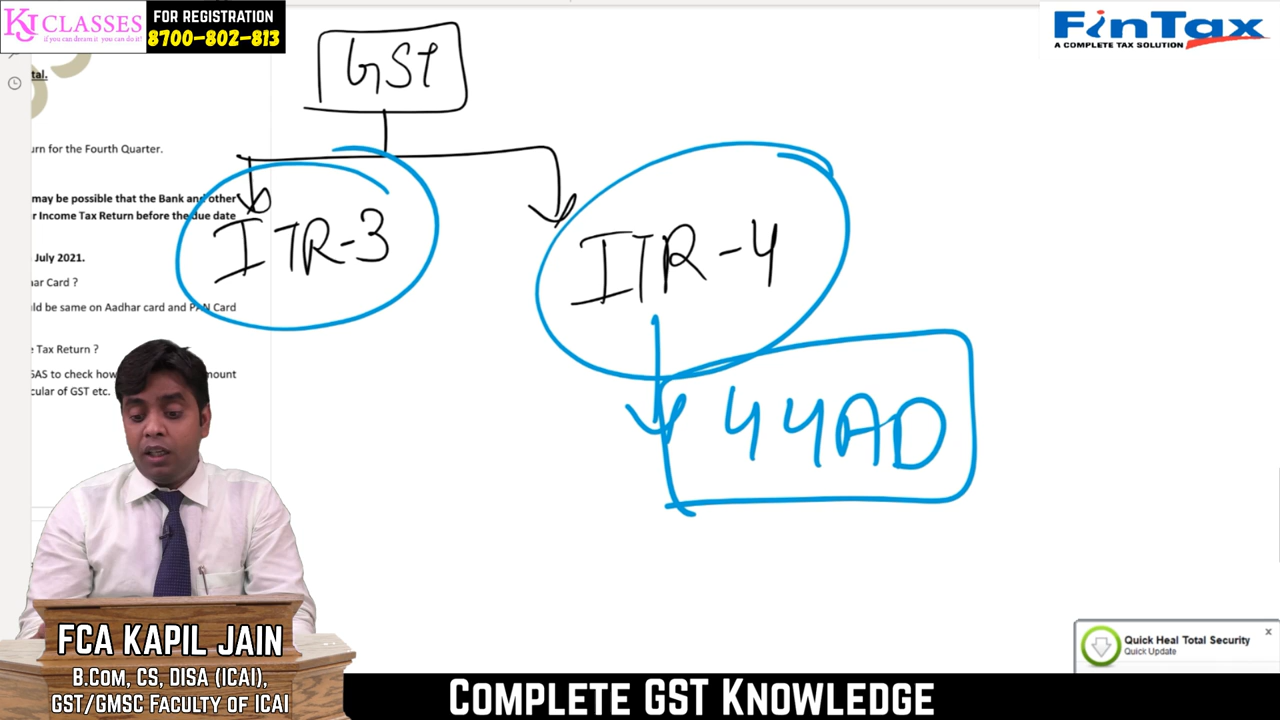 KJ CLASSES
if you can dream it you can do it!
FOR REGISTRATION
8700-802-813
FinTax
A COMPLETE TAX SOLUTION
tal.
urn for the Fourth Quarter.
may be possible that the Bank and other
r Income Tax Return before the due date
July 2021.
nar Card ?
uld be same on Aadhar card and PAN Card
e Tax Return ?
SAS to check how mount
cular of GST etc.
GST
ITR-3
ITR-4
44AD
FCA KAPIL JAIN
B.COM, CS, DISA (ICAI),
GST/GMSC FACULTY OF ICAI
Quick Heal Total Security
Quick Update
COMPLETE GST KNOWLEDGE